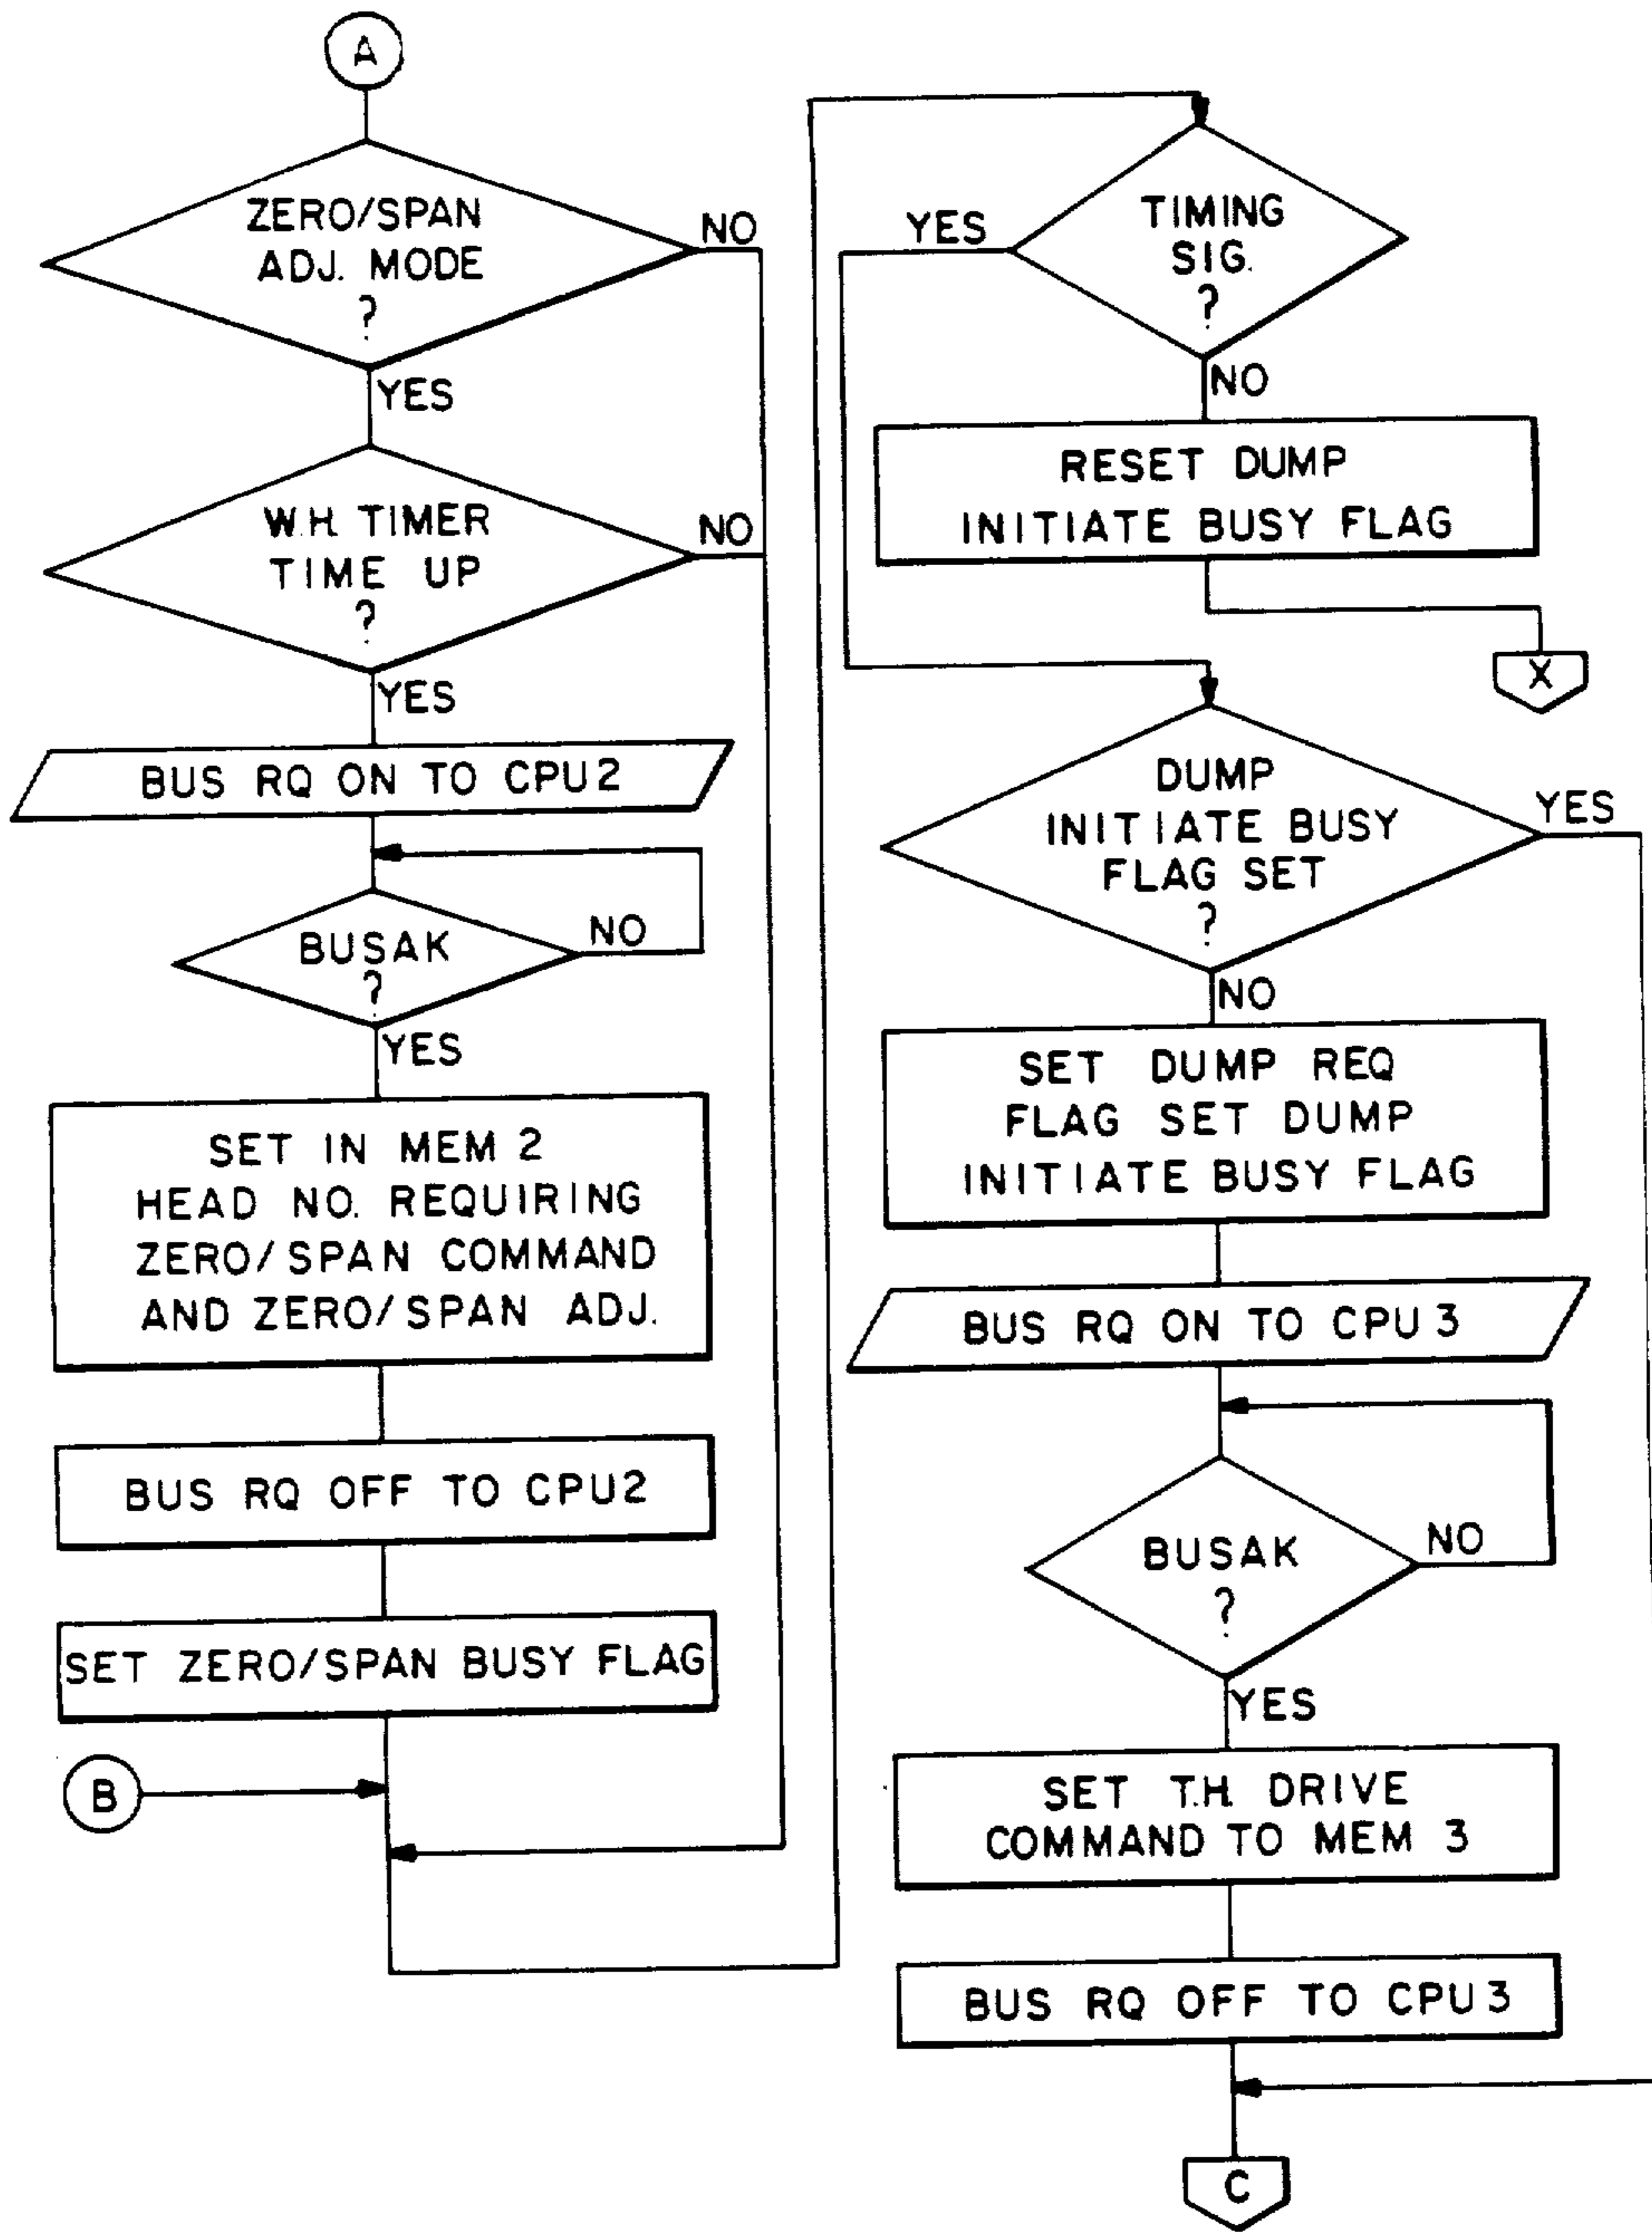 A
ZERO/SPAN
ADJ. MODE
?
NO
YES
W.H. TIMER
TIME UP
?
NO
YES
BUS RQ ON TO CPU2
BUSAK
?
NO
YES
SET IN MEM 2
HEAD NO. REQUIRING
ZERO/SPAN COMMAND
AND ZERO/SPAN ADJ.
BUS RQ OFF TO CPU2
SET ZERO/SPAN BUSY FLAG
B
TIMING
SIG.
?
YES
NO
RESET DUMP
INITIATE BUSY FLAG
X
DUMP
INITIATE BUSY
FLAG SET
?
YES
NO
SET DUMP REQ
FLAG SET DUMP
INITIATE BUSY FLAG
BUS RQ ON TO CPU 3
BUSAK
?
NO
YES
SET T.H. DRIVE
COMMAND TO MEM 3
BUS RQ OFF TO CPU 3
C